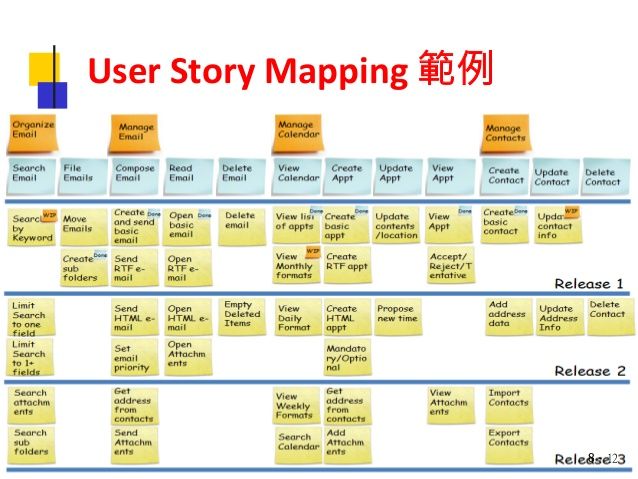 User Story Mapping 範例
Organize Email
Manage Email
Manage Calendar
Manage Contacts
Search Email
File Emails
Compose Email
Read Email
Delete Email
View Calendar
Create Appt
Update Appt
View Appt
Create Contact
Update Contact
Delete Contact
Search by Keyword WIP
Move Emails
Create and send basic email Done
Open basic email Done
Delete email
View list of appts Done
Create basic appt Done
Update contents /location
View Appt Done
Create basic contact Done
Update contact info WIP
Create sub folders Done
Send RTF e-mail
Open RTF e-mail
View Monthly formats WIP
Create RTF appt
Accept/ Reject/T entative
Release 1
Limit Search to one field
Send HTML e-mail
Open HTML e-mail
Empty Deleted Items
View Daily Format
Create HTML appt
Propose new time
Add address data
Update Address Info
Delete Contact
Limit Search to 1+ fields
Set email priority
Open Attachm ents
Mandato ry/Optio nal
Release 2
Search attachm ents
Get address from contacts
View Weekly Formats
Get address from contacts
View Attachm ents
Import Contacts
Search sub folders
Send Attachm ents
Search Calendar
Add Attachm ents
Export Contacts
Release 3